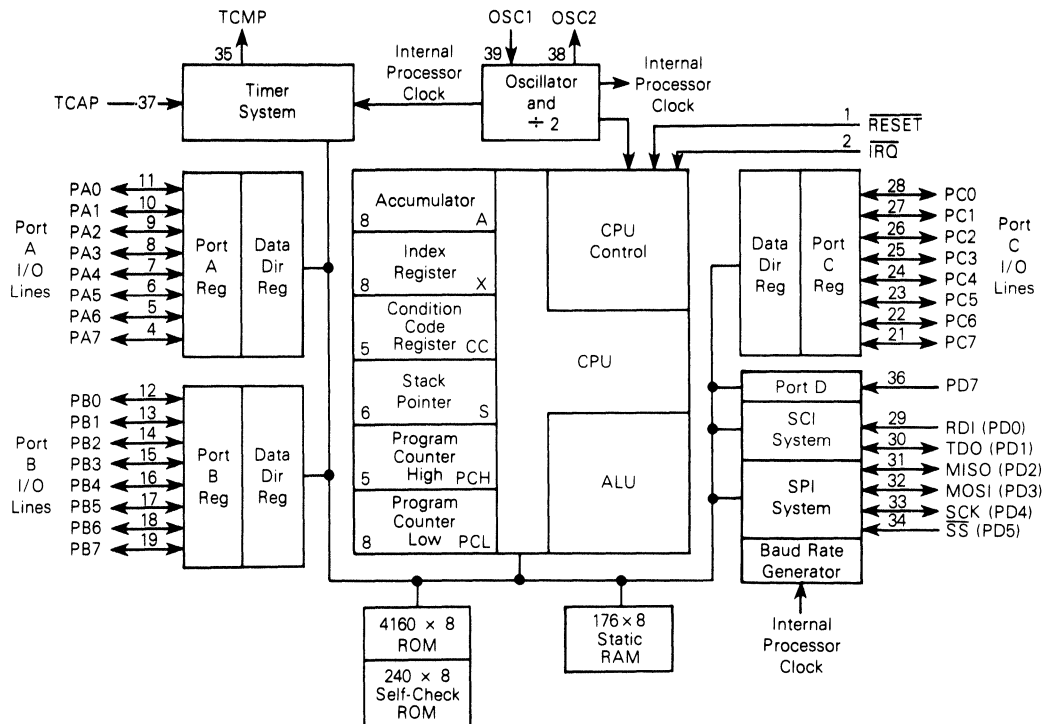 TCMP
35
OSC1
OSC2
39
38
Internal
Processor
Clock
Timer
System
TCAP
37
Oscillator
and
÷ 2
Internal
Processor
Clock
1
RESET
2
IRQ
Port
A
I/O
Lines
PA0
11
PA1
10
PA2
9
PA3
8
PA4
7
PA5
6
PA6
5
PA7
4
Port
A
Reg
Data
Dir
Reg
Port
B
I/O
Lines
PB0
12
PB1
13
PB2
14
PB3
15
PB4
16
PB5
17
PB6
18
PB7
19
Port
B
Reg
Data
Dir
Reg
Accumulator
8 A
Index
Register
8 X
Condition
Code
Register
5 CC
Stack
Pointer
6 S
Program
Counter
High
5 PCH
Program
Counter
Low
8 PCL
CPU
Control
CPU
ALU
Data
Dir
Reg
Port
C
Reg
28
PC0
27
PC1
26
PC2
25
PC3
24
PC4
23
PC5
22
PC6
21
PC7
Port
C
I/O
Lines
Port D
36
PD7
SCI
System
29
RDI (PD0)
30
TDO (PD1)
SPI
System
31
MISO (PD2)
32
MOSI (PD3)
33
SCK (PD4)
34
SS (PD5)
Baud Rate
Generator
Internal
Processor
Clock
4160 × 8
ROM
240 × 8
Self-Check
ROM
176×8
Static
RAM